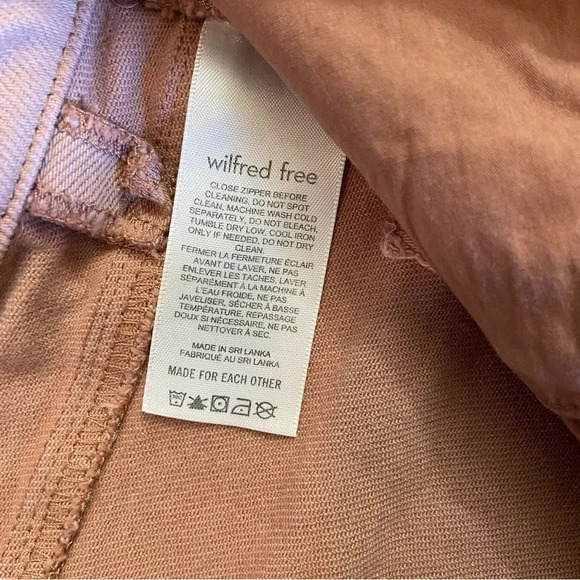 wilfred free
CLOSE ZIPPER BEFORE
CLEANING, DO NOT SPOT
CLEAN, MACHINE WASH COLD
SEPARATELY, DO NOT BLEACH,
TUMBLE DRY LOW, COOL IRON
ONLY IF NEEDED, DO NOT DRY
CLEAN.
FERMER LA FERMETURE ÉCLAIR
AVANT DE LAVER, NE PAS
ENLEVER LES TACHES, LAVER
SÉPARÉMENT À LA MACHINE À
L'EAU FROIDE, NE PAS
JAVELISER, SÉCHER À BASSE
TEMPÉRATURE, REPASSAGE
DOUX SI NÉCESSAIRE, NE PAS
NETTOYER À SEC.
MADE IN SRI LANKA
FABRIQUÉ AU SRI LANKA
MADE FOR EACH OTHER